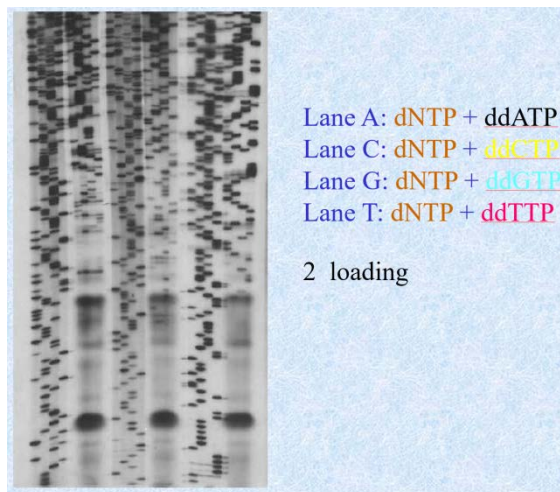 Lane A: dNTP + ddATP
Lane C: dNTP + ddCTP
Lane G: dNTP + ddGTP
Lane T: dNTP + ddTTP
2 loading